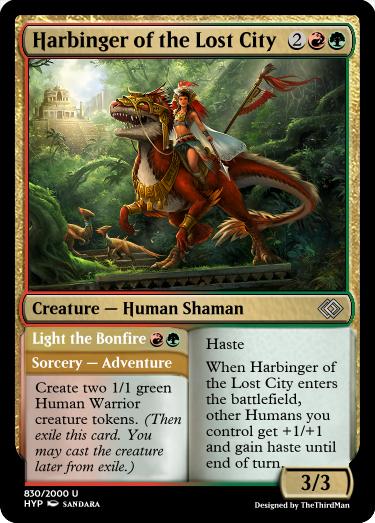 Harbinger of the Lost City 2
Creature — Human Shaman
Light the Bonfire
Sorcery — Adventure
Create two 1/1 green
Human Warrior
creature tokens. (Then
exile this card. You
may cast the creature
later from exile.)
Haste
When Harbinger of
the Lost City enters
the battlefield,
other Humans you
control get +1/+1
and gain haste until
end of turn.
3/3
830/2000 U
HYP SANDARA
Designed by TheThirdMan